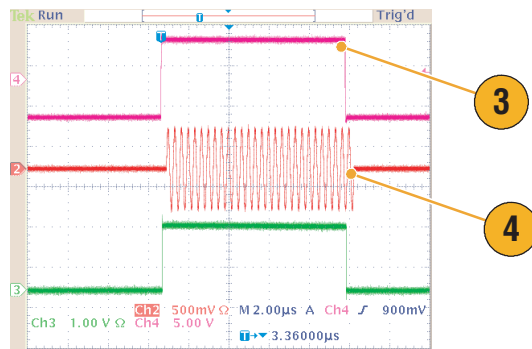 Tek Run Trig'd
T
T
4
3
2
4
3
Ch2 500mV Ω M 2.00µs A Ch4 ƒ 900mV
Ch3 1.00 V Ω Ch4 5.00 V
T→▼ 3.36000µs